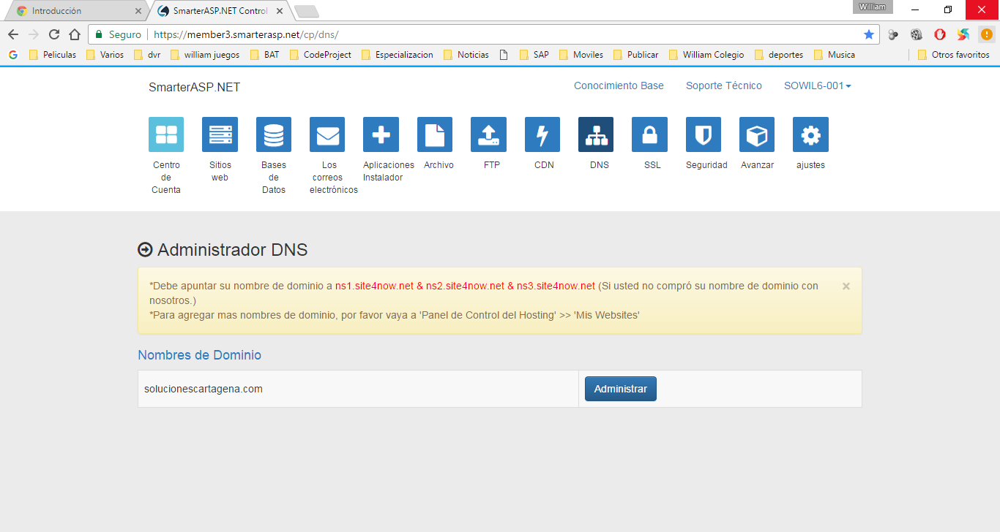 Introducción
SmarterASP.NET Control
William
Seguro
https://member3.smarterasp.net/cp/dns/
Peliculas Varios dvr william juegos BAT CodeProject Especializacion Noticias SAP Moviles Publicar William Colegio deportes Musica Otros favoritos
SmarterASP.NET
Conocimiento Base Soporte Técnico SOWIL6-001
Centro
de
Cuenta
Sitios
web
Bases
de
Datos
Los
correos
electrónicos
Aplicaciones
Instalador
Archivo
FTP
CDN
DNS
SSL
Seguridad
Avanzar
ajustes
Administrador DNS
*Debe apuntar su nombre de dominio a ns1.site4now.net & ns2.site4now.net & ns3.site4now.net (Si usted no compró su nombre de dominio con
nosotros.)
*Para agregar mas nombres de dominio, por favor vaya a 'Panel de Control del Hosting' >> 'Mis Websites'
×
Nombres de Dominio
solucionescartagena.com
Administrar